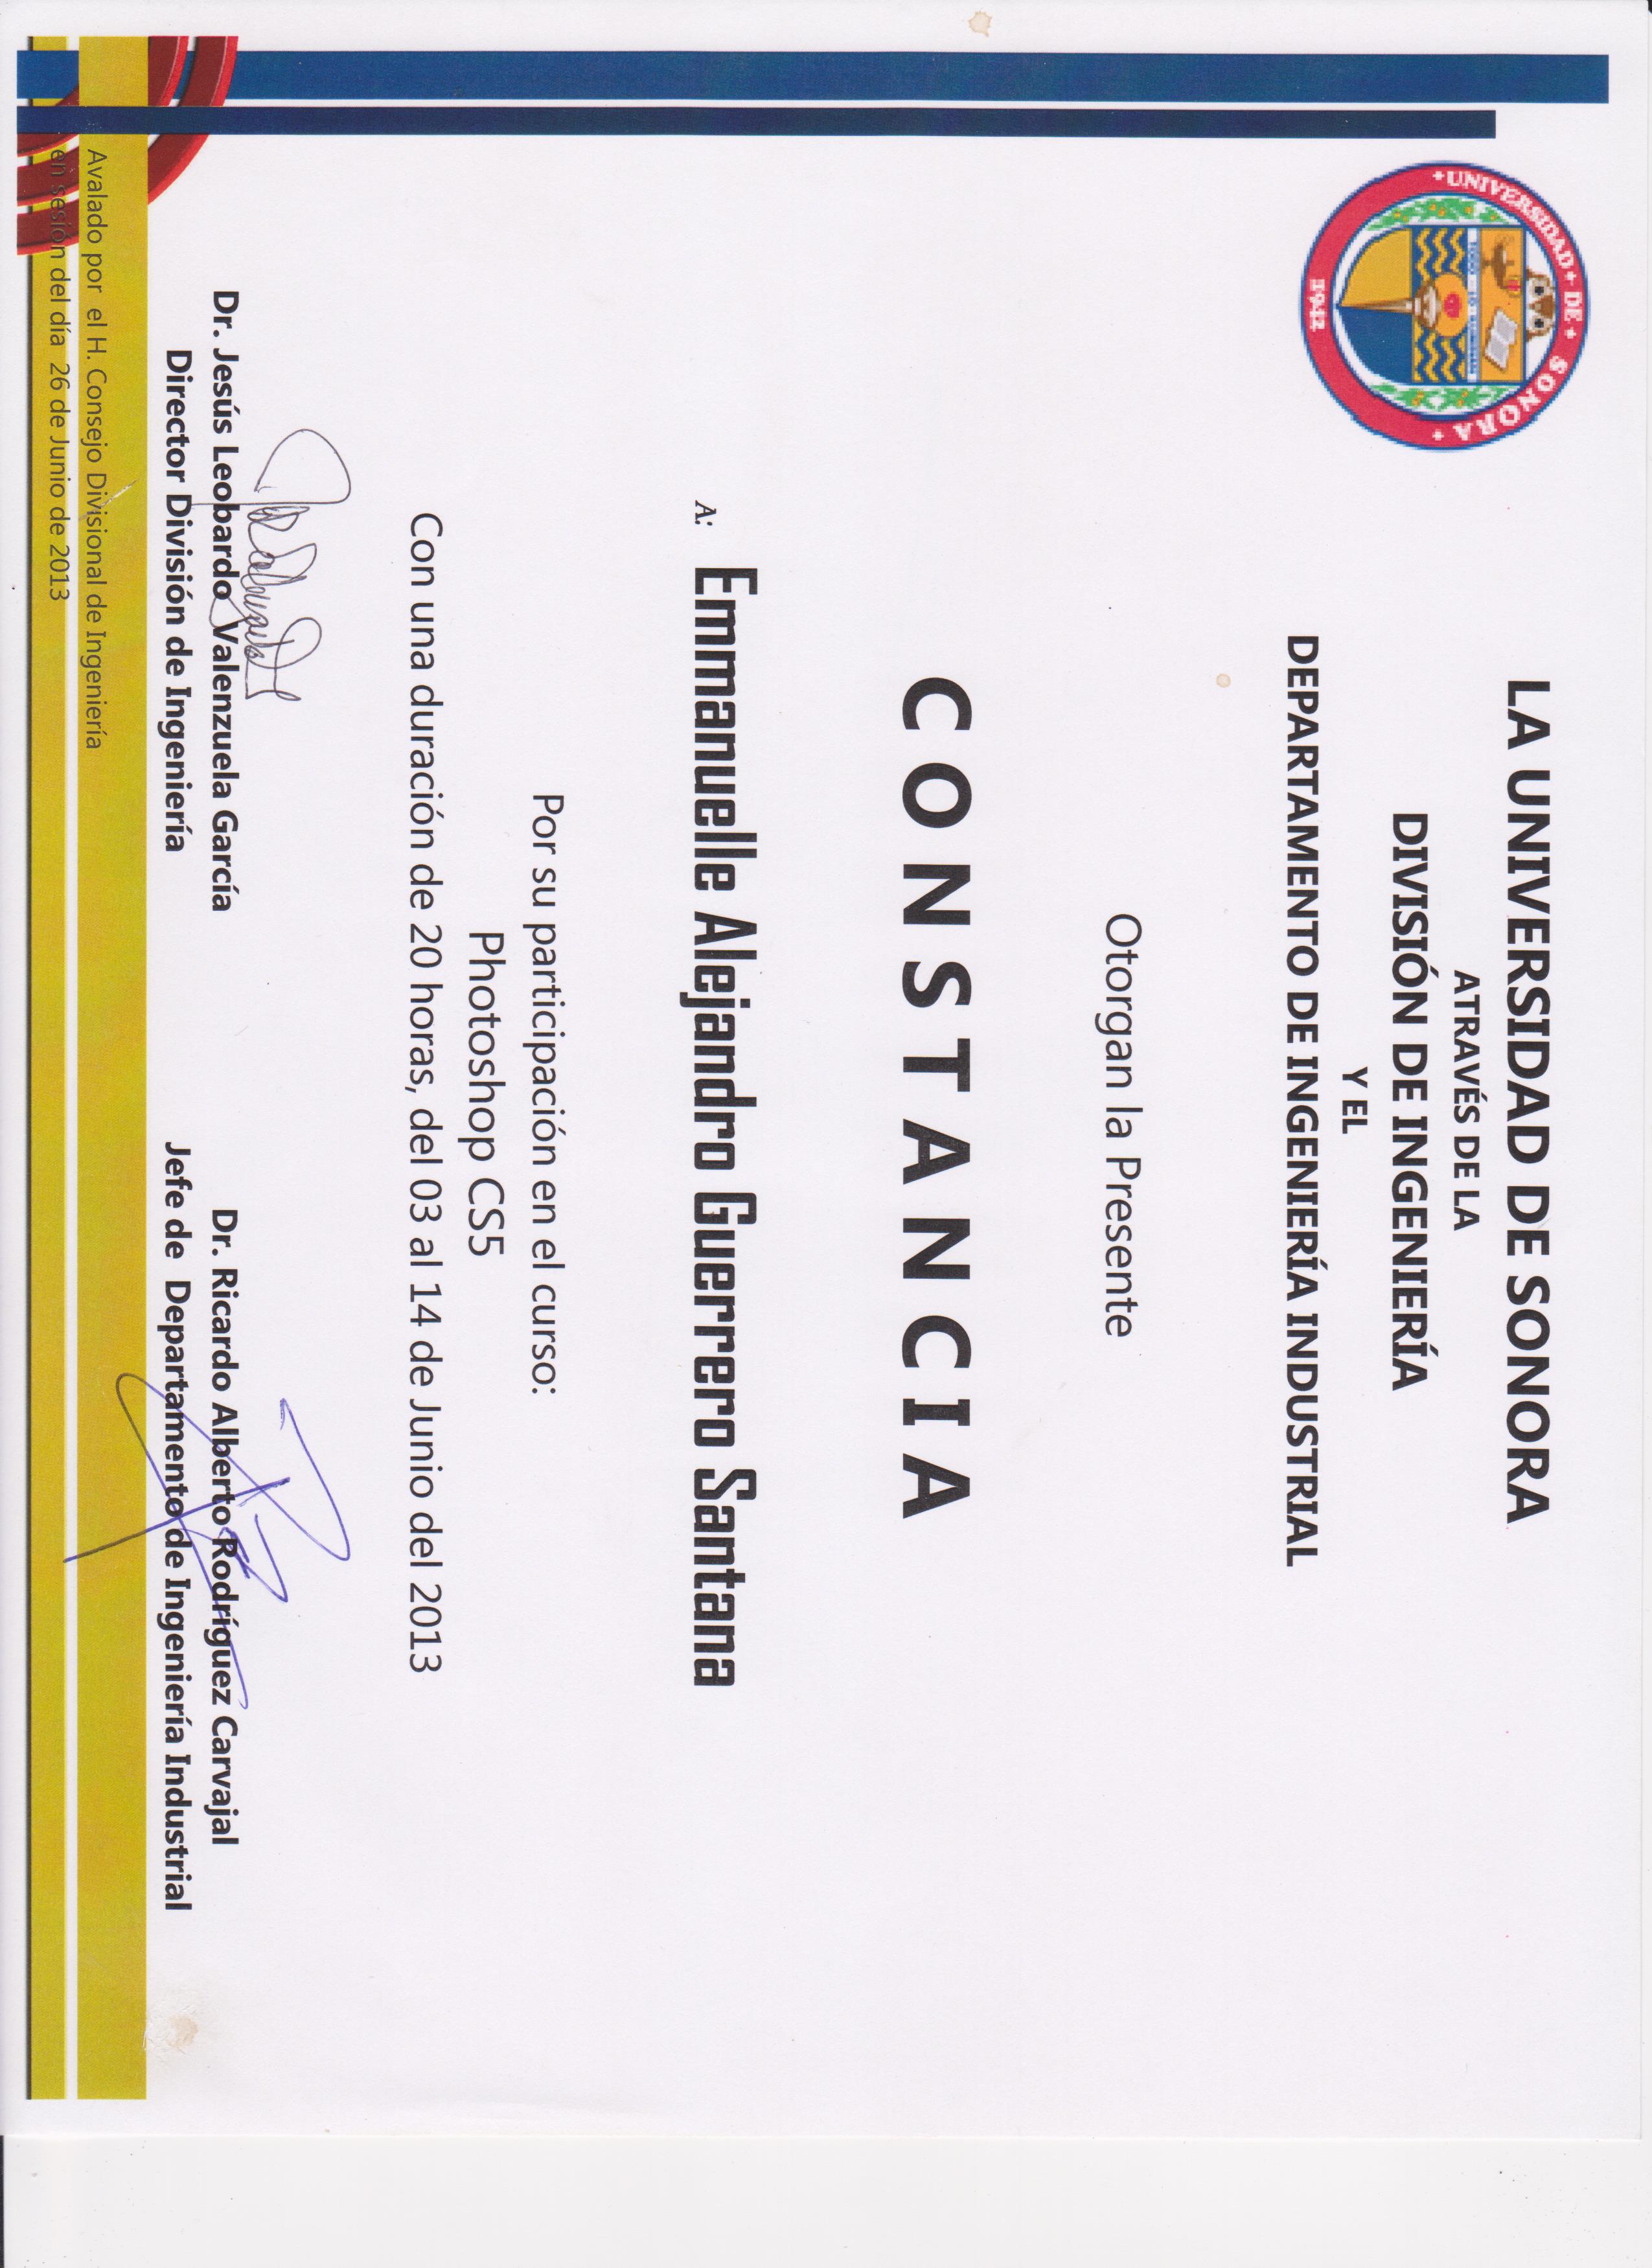 UNIVERSIDAD DE SONORA
TODO LO ILUMINAN
1942
LA UNIVERSIDAD DE SONORA
ATRAVÉS DE LA
DIVISIÓN DE INGENIERÍA
Y EL
DEPARTAMENTO DE INGENIERÍA INDUSTRIAL
Otorgan la Presente
CONSTANCIA
A: Emmanuelle Alejandro Guerrero Santana
Por su participación en el curso:
Photoshop CS5
Con una duración de 20 horas, del 03 al 14 de Junio del 2013
Dr. Jesús Leobardo Valenzuela García
Director División de Ingeniería
Dr. Ricardo Alberto Rodríguez Carvajal
Jefe de Departamento de Ingeniería Industrial
Avalado por el H. Consejo Divisional de Ingeniería
en sesión del día 26 de Junio de 2013